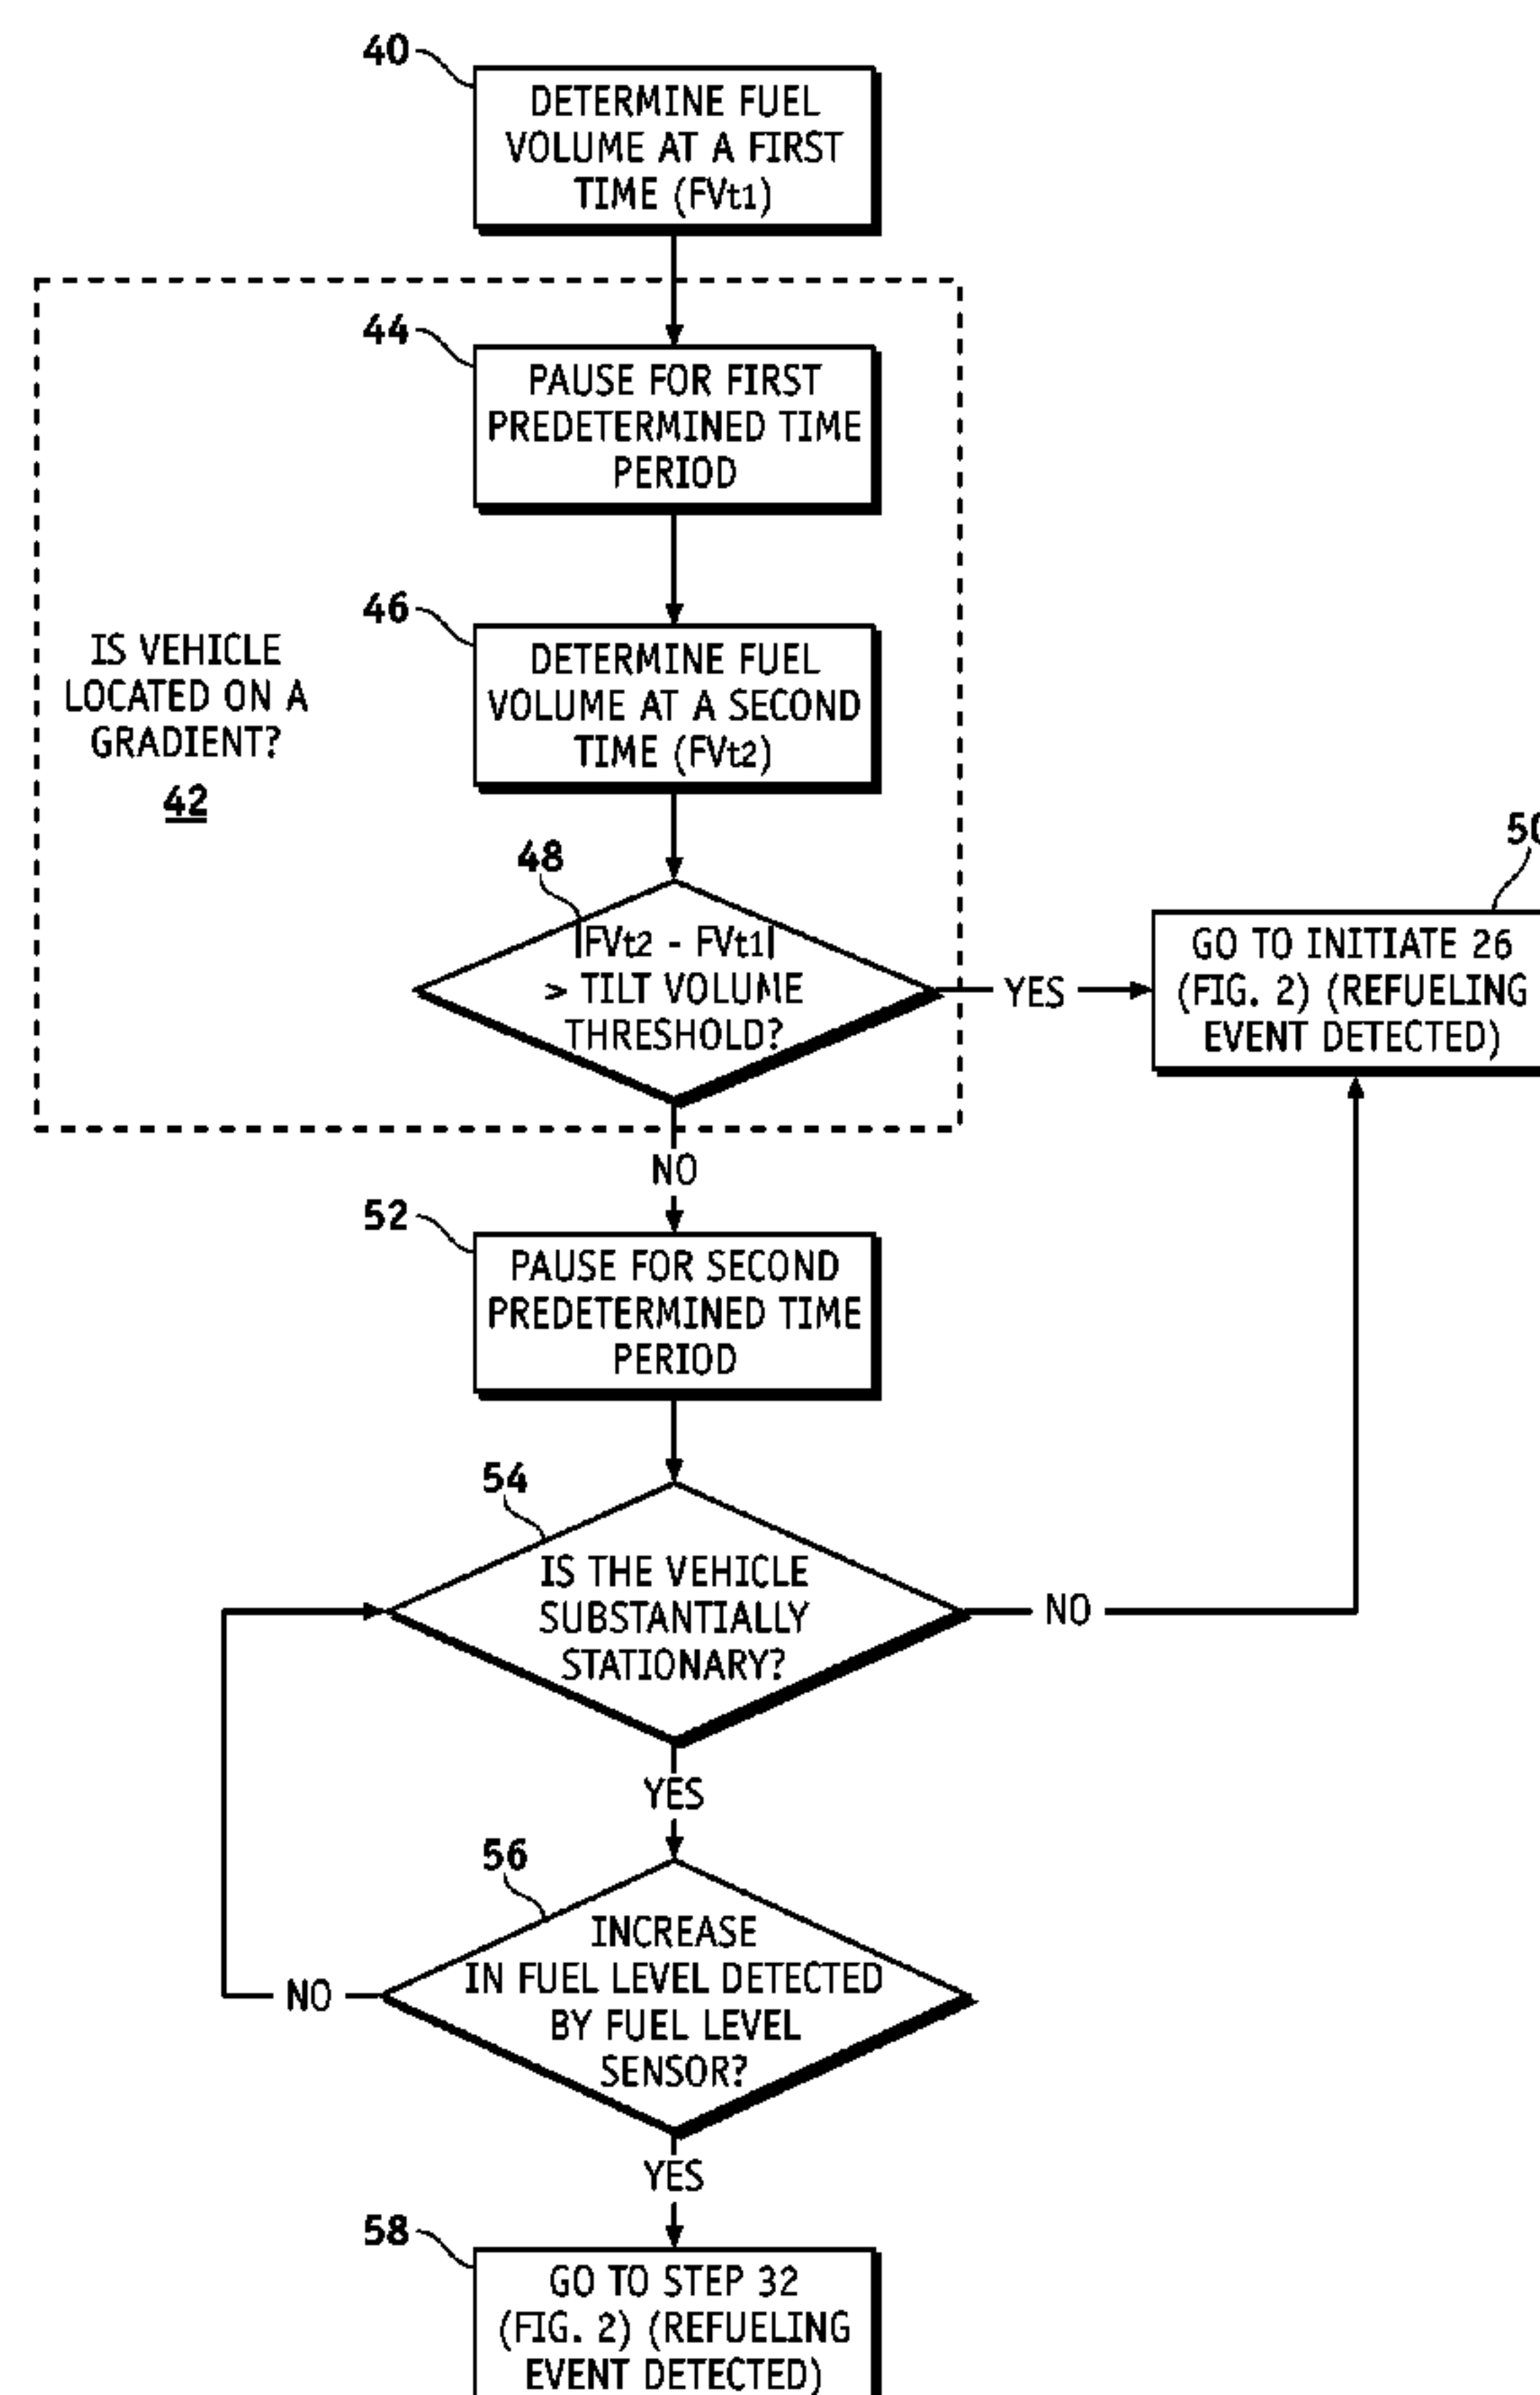 40
DETERMINE FUEL
VOLUME AT A FIRST
TIME (FVt1)
44
PAUSE FOR FIRST
PREDETERMINED TIME
PERIOD
46
DETERMINE FUEL
VOLUME AT A SECOND
TIME (FVt2)
IS VEHICLE
LOCATED ON A
GRADIENT?
42
48
|FVt2 - FVt1|
> TILT VOLUME
THRESHOLD?
YES
50
GO TO INITIATE 26
(FIG. 2) (REFUELING
EVENT DETECTED)
NO
52
PAUSE FOR SECOND
PREDETERMINED TIME
PERIOD
54
IS THE VEHICLE
SUBSTANTIALLY
STATIONARY?
NO
YES
56
INCREASE
IN FUEL LEVEL DETECTED
BY FUEL LEVEL
SENSOR?
NO
YES
58
GO TO STEP 32
(FIG. 2) (REFUELING
EVENT DETECTED)